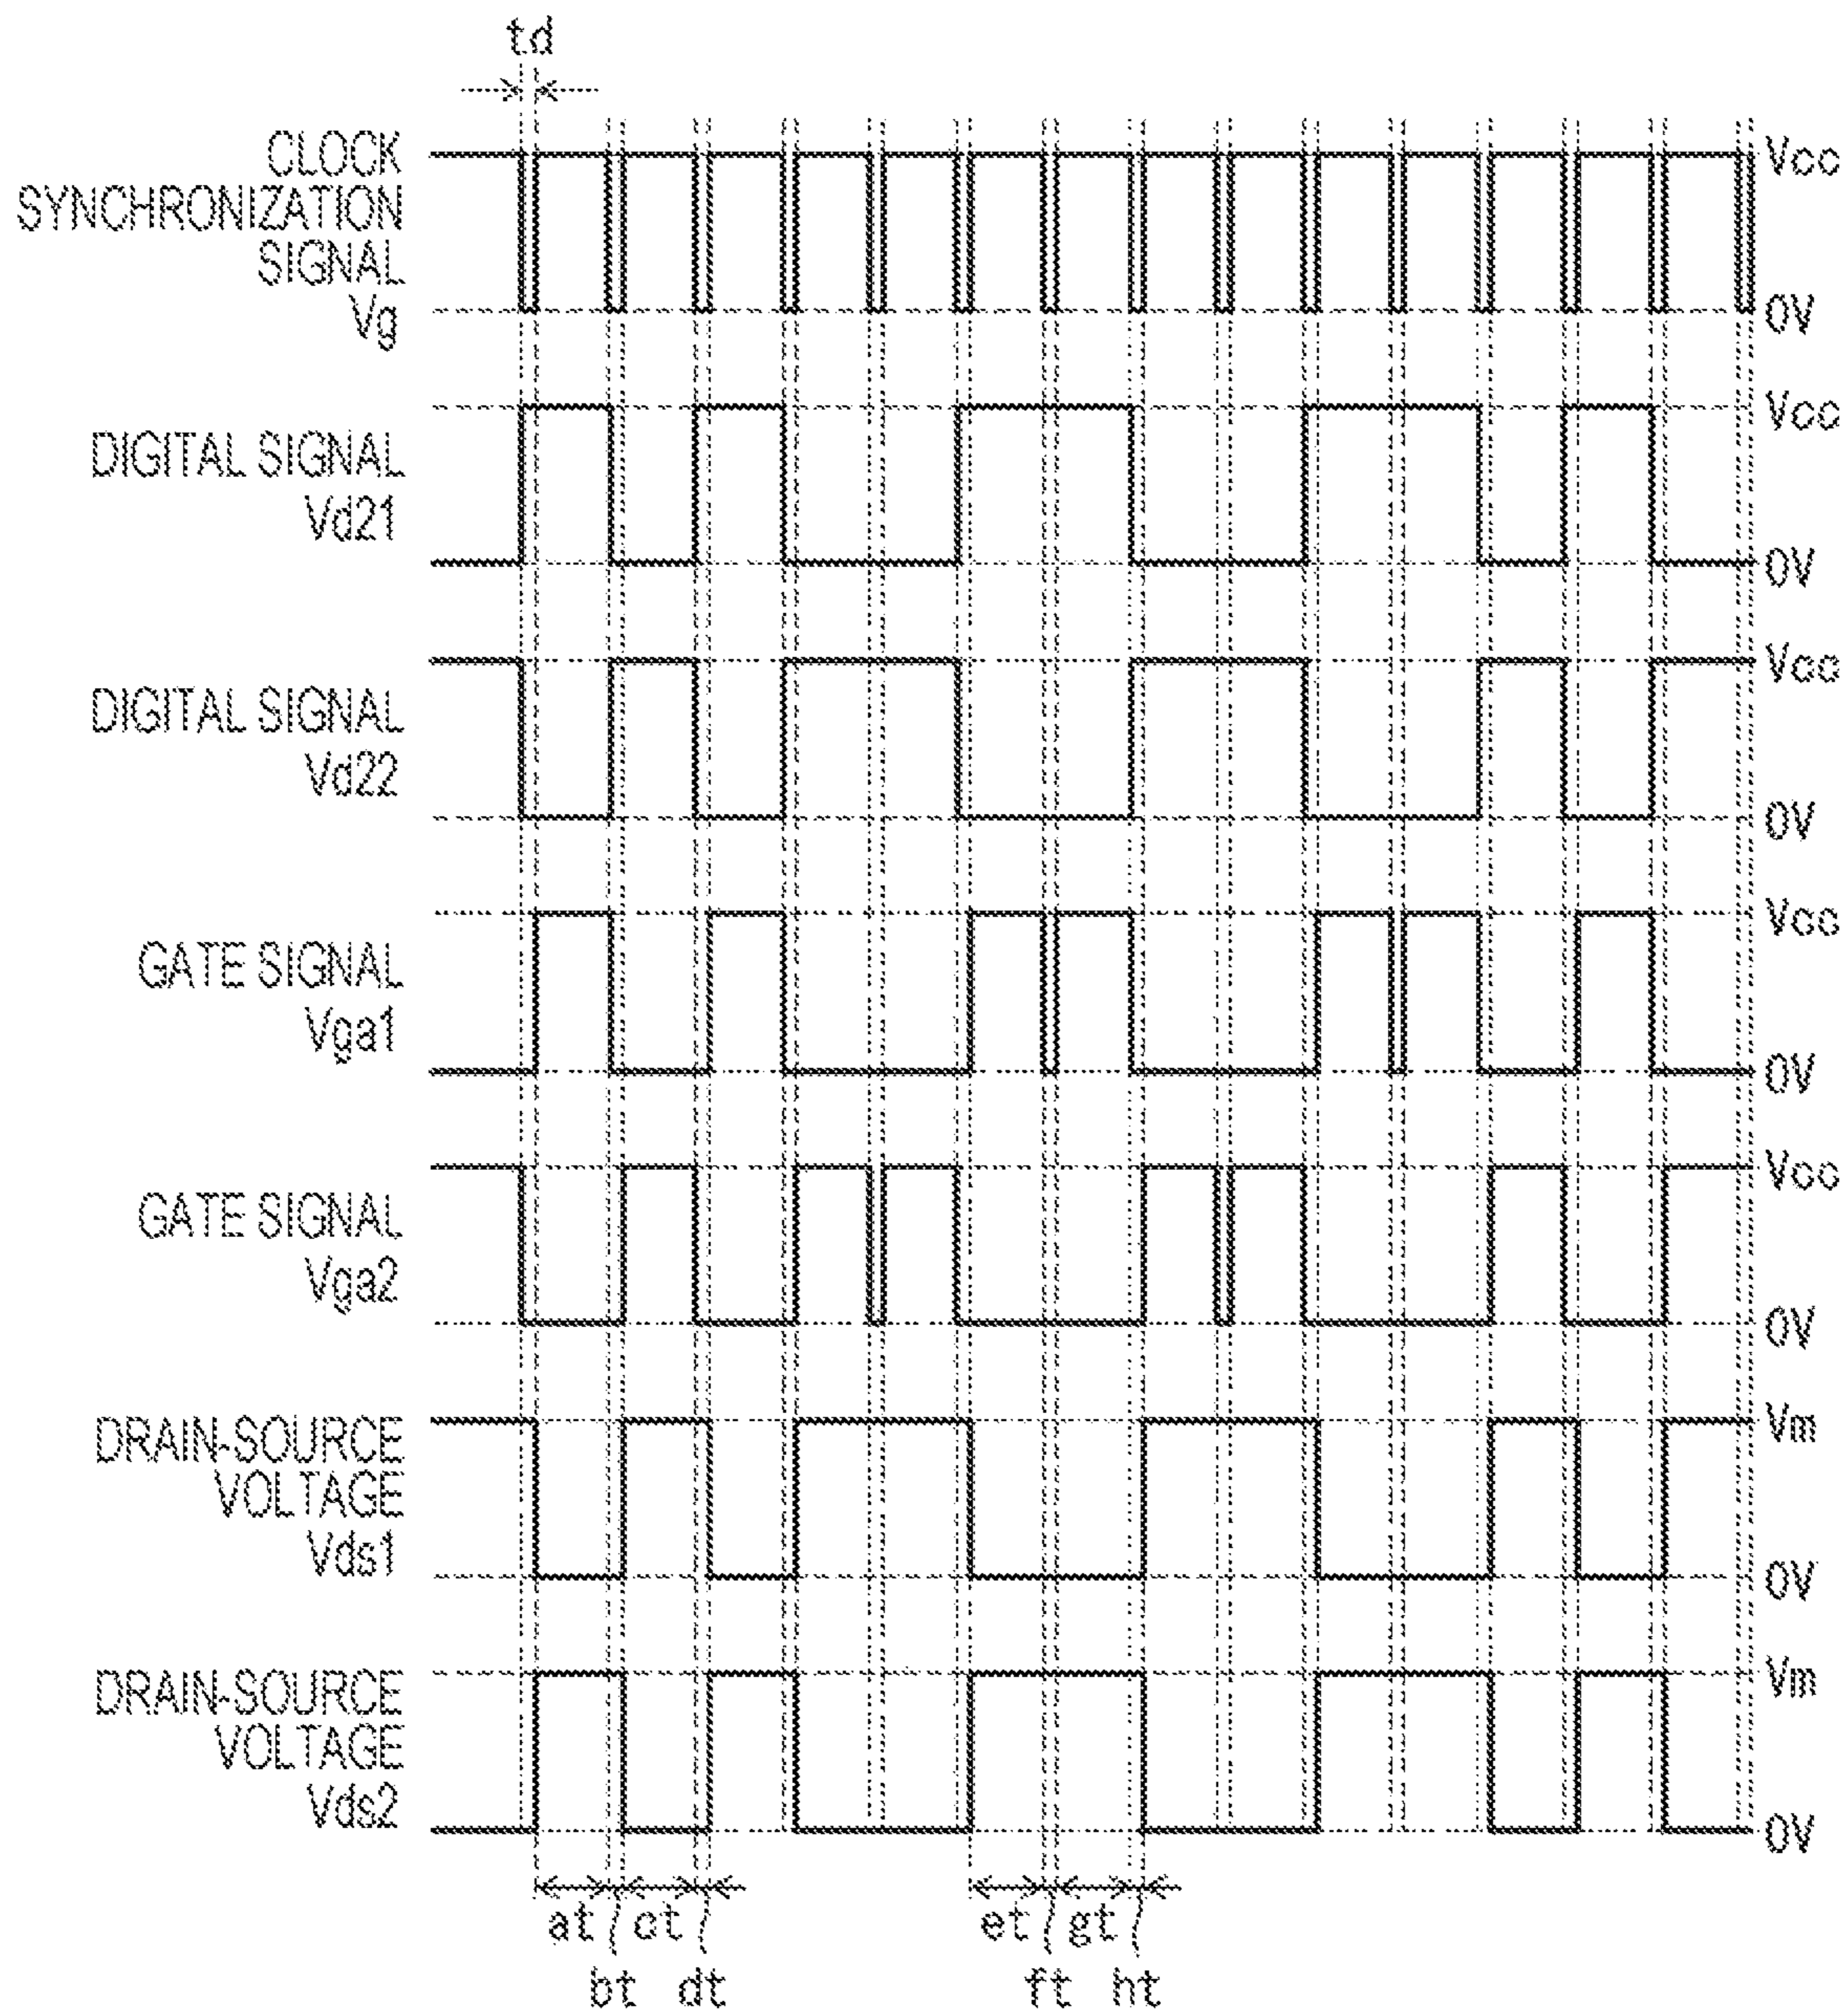 td
CLOCK
SYNCHRONIZATION
SIGNAL
Vg
Vcc
0V
DIGITAL SIGNAL
Vd21
Vcc
0V
DIGITAL SIGNAL
Vd22
Vcc
0V
GATE SIGNAL
Vga1
Vcc
0V
GATE SIGNAL
Vga2
Vcc
0V
DRAIN-SOURCE
VOLTAGE
Vds1
Vm
0V
DRAIN-SOURCE
VOLTAGE
Vds2
Vm
0V
at ct et gt
bt dt ft ht